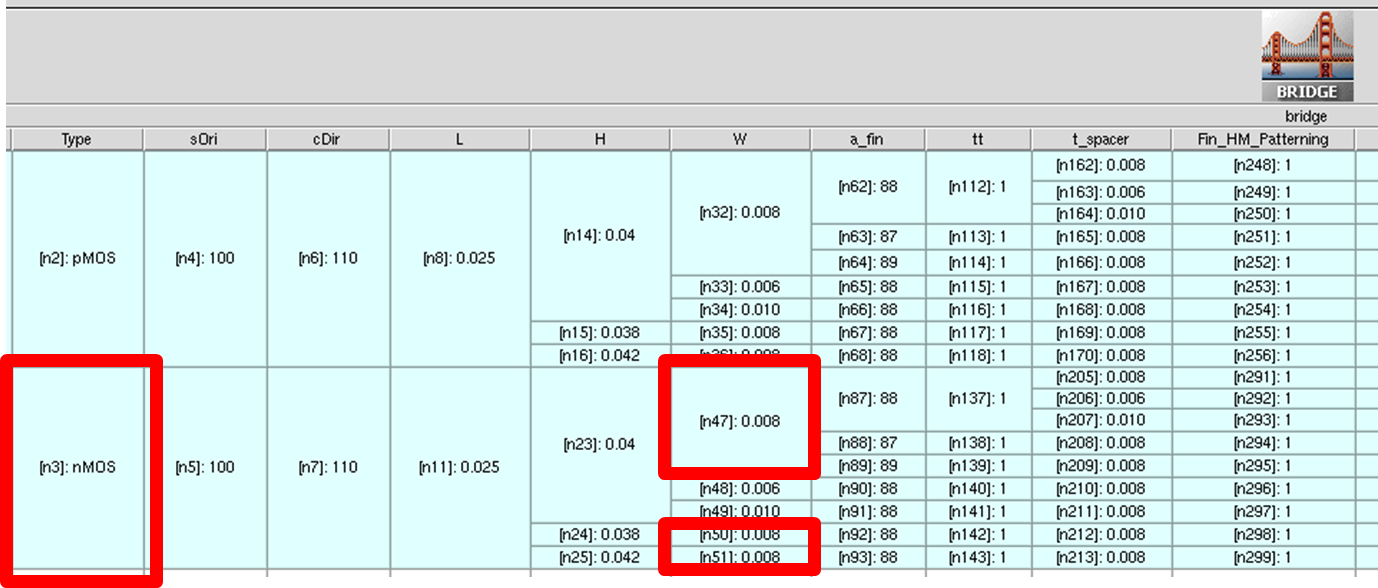 BRIDGE
bridge
Type sOri cDir L H W a_fin tt t_spacer Fin_HM_Patterning
[n2]: pMOS [n4]: 100 [n6]: 110 [n8]: 0.025 [n14]: 0.04 [n32]: 0.008 [n62]: 88 [n112]: 1 [n162]: 0.008 [n248]: 1
[n163]: 0.006 [n249]: 1
[n164]: 0.010 [n250]: 1
[n63]: 87 [n113]: 1 [n165]: 0.008 [n251]: 1
[n64]: 89 [n114]: 1 [n166]: 0.008 [n252]: 1
[n33]: 0.006 [n65]: 88 [n115]: 1 [n167]: 0.008 [n253]: 1
[n34]: 0.010 [n66]: 88 [n116]: 1 [n168]: 0.008 [n254]: 1
[n15]: 0.038 [n35]: 0.008 [n67]: 88 [n117]: 1 [n169]: 0.008 [n255]: 1
[n16]: 0.042 [n68]: 88 [n118]: 1 [n170]: 0.008 [n256]: 1
[n3]: nMOS [n5]: 100 [n7]: 110 [n11]: 0.025 [n23]: 0.04 [n47]: 0.008 [n87]: 88 [n137]: 1 [n205]: 0.008 [n291]: 1
[n206]: 0.006 [n292]: 1
[n207]: 0.010 [n293]: 1
[n88]: 87 [n138]: 1 [n208]: 0.008 [n294]: 1
[n89]: 89 [n139]: 1 [n209]: 0.008 [n295]: 1
[n48]: 0.006 [n90]: 88 [n140]: 1 [n210]: 0.008 [n296]: 1
[n49]: 0.010 [n91]: 88 [n141]: 1 [n211]: 0.008 [n297]: 1
[n24]: 0.038 [n50]: 0.008 [n92]: 88 [n142]: 1 [n212]: 0.008 [n298]: 1
[n25]: 0.042 [n51]: 0.008 [n93]: 88 [n143]: 1 [n213]: 0.008 [n299]: 1